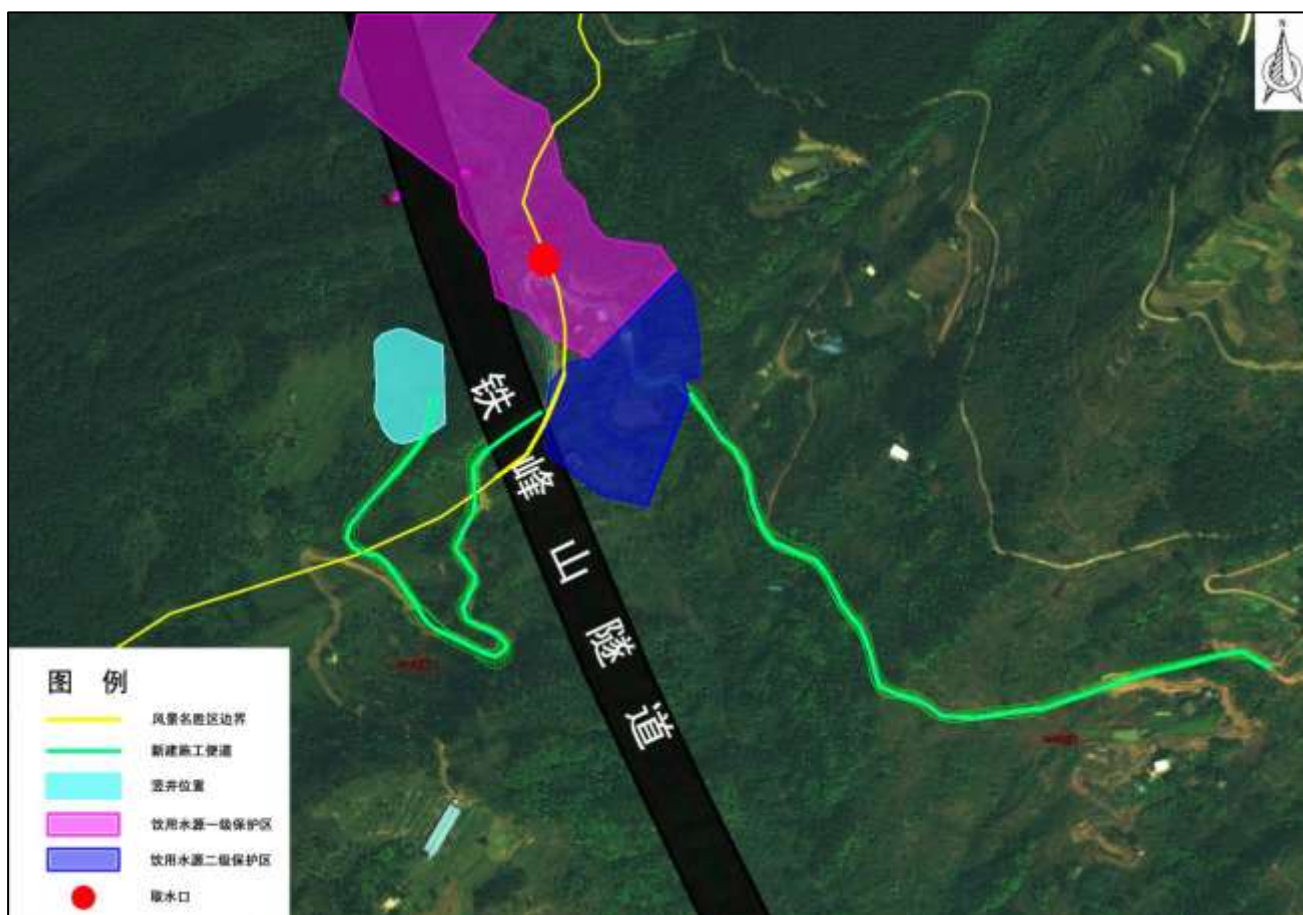 N
铁峰山隧道
图例
风景名胜区边界
新建施工便道
竖井位置
饮用水源一级保护区
饮用水源二级保护区
取水口